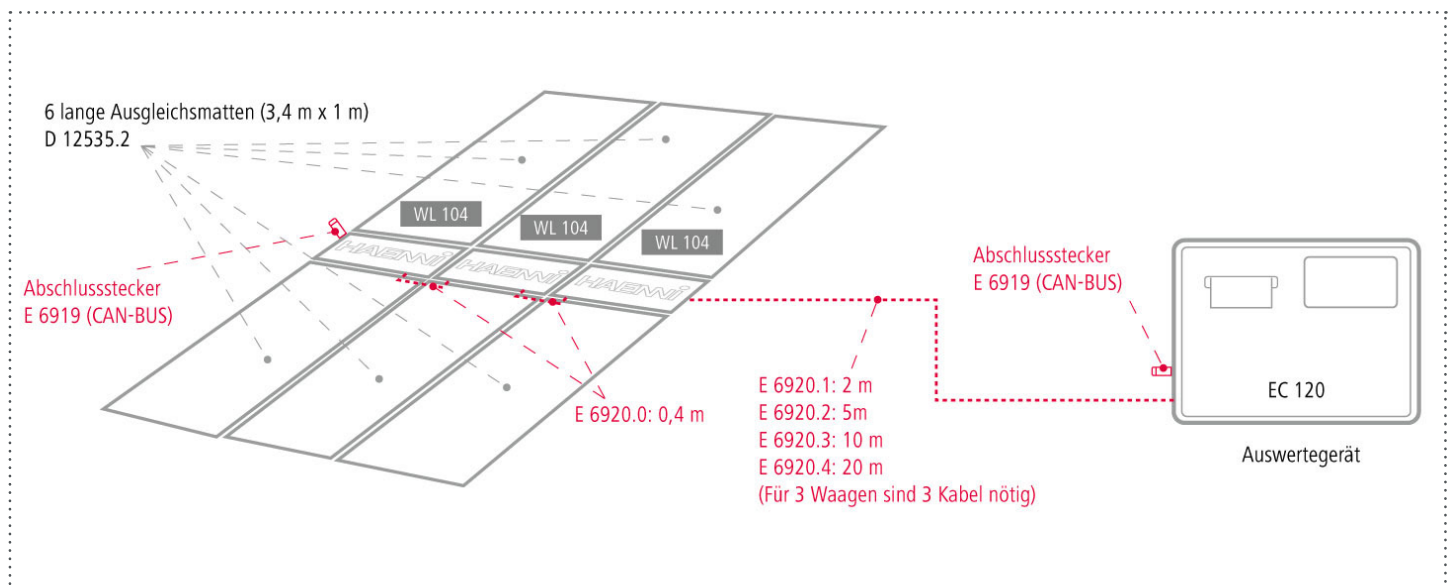 6 lange Ausgleichsmatten (3,4 m x 1 m)
D 12535.2
WL 104
WL 104
WL 104
HAENNI
HAENNI
HAENNI
Abschlussstecker
E 6919 (CAN-BUS)
E 6920.0: 0,4 m
E 6920.1: 2 m
E 6920.2: 5m
E 6920.3: 10 m
E 6920.4: 20 m
(Für 3 Waagen sind 3 Kabel nötig)
Abschlussstecker
E 6919 (CAN-BUS)
EC 120
Auswertegerät